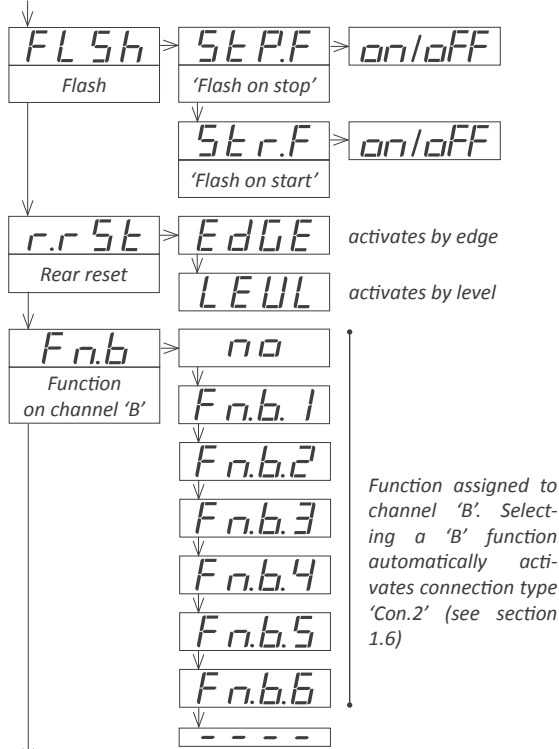 FLSh
StP.F
on/oFF
Flash
‘Flash on stop’
Str.F
on/oFF
‘Flash on start’
r.rSt
EdGE
activates by edge
Rear reset
LEVL
activates by level
Fn.b
no
Function
on channel ‘B’
Fn.b.1
Fn.b.2
Fn.b.3
Fn.b.4
Fn.b.5
Fn.b.6
Function assigned to
channel ‘B’. Select-
ing a ‘B’ function
automatically acti-
vates connection type
‘Con.2’ (see section
1.6)
- - - -